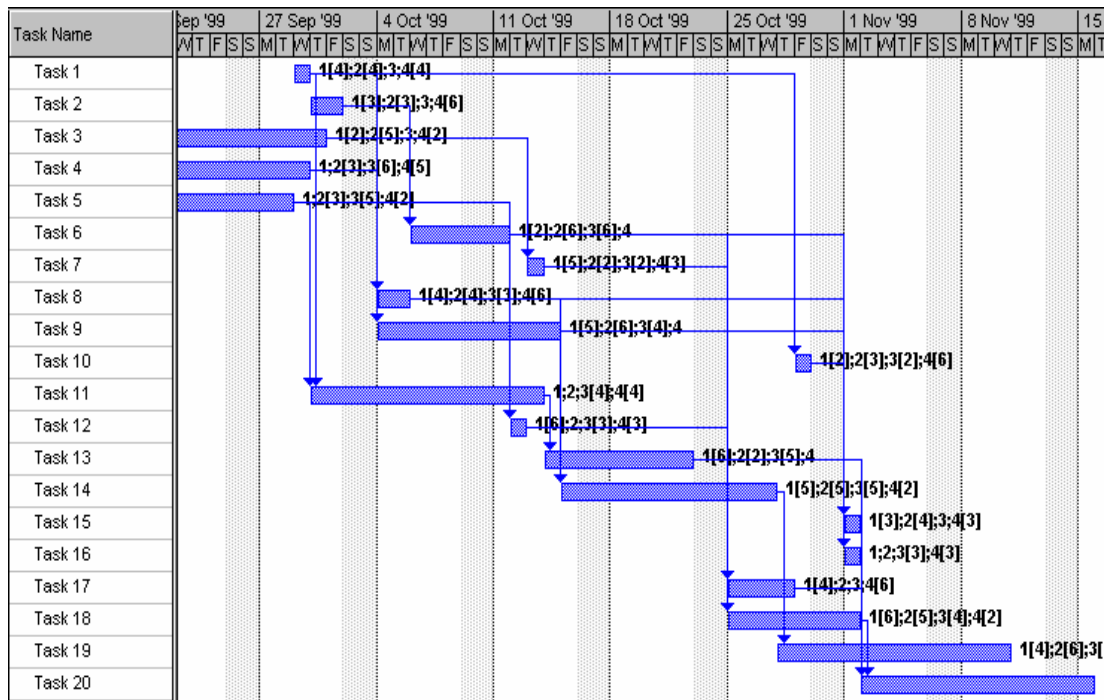 Task Name
Sep '99 27 Sep '99 4 Oct '99 11 Oct '99 18 Oct '99 25 Oct '99 1 Nov '99 8 Nov '99 15
W T F S S M T W T F S S M T W T F S S M T W T F S S M T W T F S S M T W T F S S M T W T F S S M T W T F S S M T
Task 1 1[4];2[4];3;4[4]
Task 2 1[3];2[3];3;4[6]
Task 3 1[2];2[5];3;4[2]
Task 4 1;2[3];3[6];4[5]
Task 5 1;2[3];3[5];4[2]
Task 6 1[2];2[6];3[6];4
Task 7 1[5];2[2];3[2];4[3]
Task 8 1[4];2[4];3[3];4[6]
Task 9 1[5];2[6];3[4];4
Task 10 1[2];2[3];3[2];4[6]
Task 11 1;2;3[4];4[4]
Task 12 1[6];2;3[3];4[3]
Task 13 1[6];2[2];3[5];4
Task 14 1[5];2[5];3[5];4[2]
Task 15 1[3];2[4];3;4[3]
Task 16 1;2;3[3];4[3]
Task 17 1[4];2;3;4[6]
Task 18 1[6];2[5];3[4];4[2]
Task 19 1[4];2[6];3[
Task 20